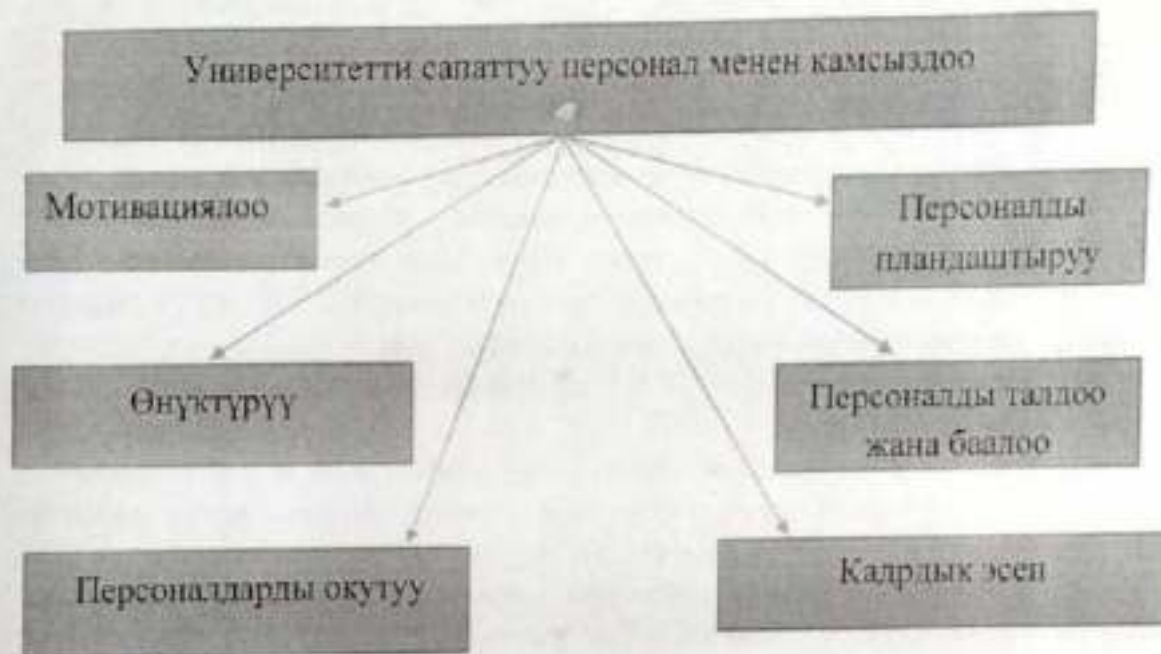 Университетти сапаттуу персонал менен камсыздоо
Мотивациялоо
Персоналды
пландаштыруу
Өнүктүрүү
Персоналды талдоо
жана баалоо
Персоналдарды окутуу
Кадрдык эсеп